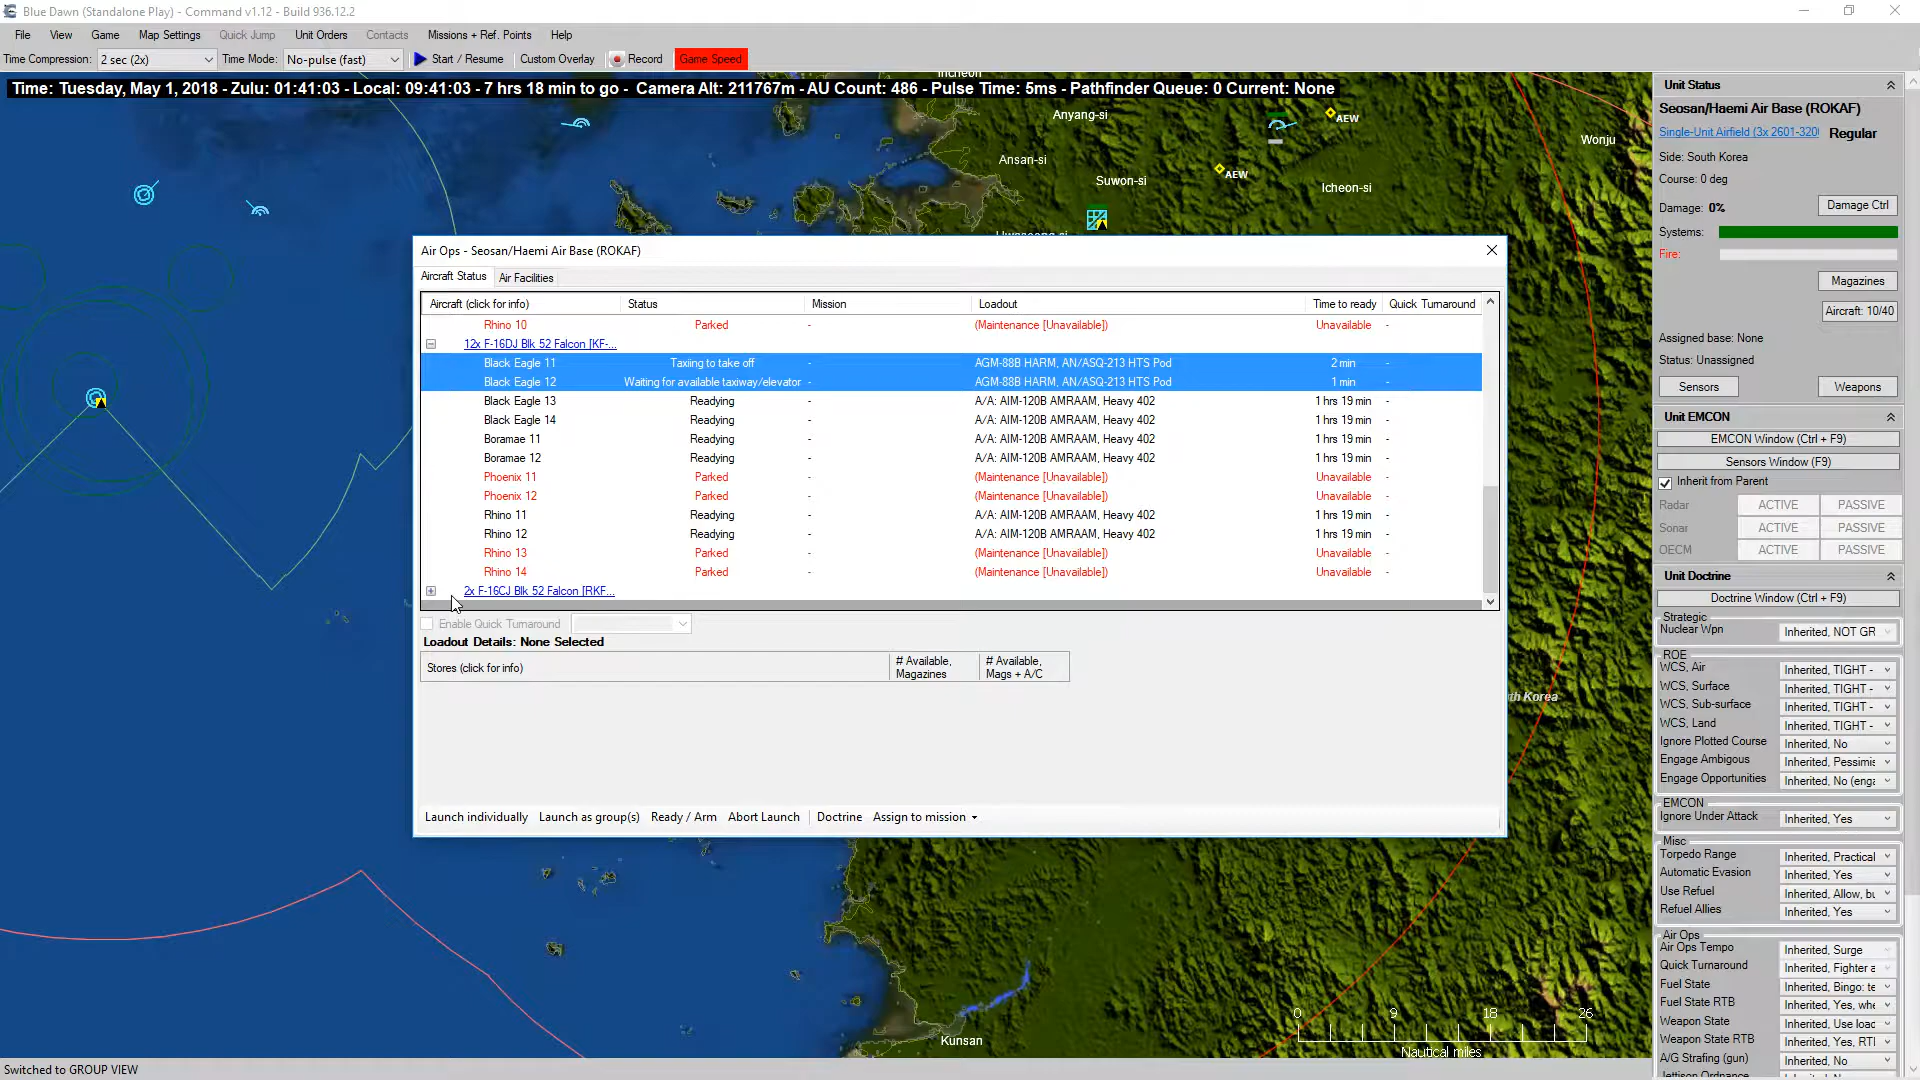 Blue Dawn (Standalone Play) - Command v1.12 - Build 936.12.2
File View Game Map Settings Quick Jump Unit Orders Contacts Missions + Ref. Points Help
Time Compression: 2 sec (2x) Time Mode: No-pulse (fast) Start / Resume Custom Overlay Record Game Speed
Time: Tuesday, May 1, 2018 - Zulu: 01:41:03 - Local: 09:41:03 - 7 hrs 18 min to go - Camera Alt: 211767m - AU Count: 486 - Pulse Time: 5ms - Pathfinder Queue: 0 Current: None
Anyang-si
AEW
Wonju
Ansan-si
Suwon-si
AEW
Icheon-si
Air Ops - Seosan/Haemi Air Base (ROKAF)
Aircraft Status Air Facilities
Aircraft (click for info) Status Mission Loadout Time to ready Quick Turnaround
Rhino 10 Parked - (Maintenance [Unavailable]) Unavailable -
12x F-16DJ Blk 52 Falcon [KF-...
Black Eagle 11 Taxiing to take off - AGM-88B HARM, AN/ASQ-213 HTS Pod 2 min -
Black Eagle 12 Waiting for available taxiway/elevator - AGM-88B HARM, AN/ASQ-213 HTS Pod 1 min -
Black Eagle 13 Readying - A/A: AIM-120B AMRAAM, Heavy 402 1 hrs 19 min -
Black Eagle 14 Readying - A/A: AIM-120B AMRAAM, Heavy 402 1 hrs 19 min -
Boramae 11 Readying - A/A: AIM-120B AMRAAM, Heavy 402 1 hrs 19 min -
Boramae 12 Readying - A/A: AIM-120B AMRAAM, Heavy 402 1 hrs 19 min -
Phoenix 11 Parked - (Maintenance [Unavailable]) Unavailable -
Phoenix 12 Parked - (Maintenance [Unavailable]) Unavailable -
Rhino 11 Readying - A/A: AIM-120B AMRAAM, Heavy 402 1 hrs 19 min -
Rhino 12 Readying - A/A: AIM-120B AMRAAM, Heavy 402 1 hrs 19 min -
Rhino 13 Parked - (Maintenance [Unavailable]) Unavailable -
Rhino 14 Parked - (Maintenance [Unavailable]) Unavailable -
2x F-16CJ Blk 52 Falcon [RKF...
Enable Quick Turnaround
Loadout Details: None Selected
Stores (click for info) # Available, Magazines # Available, Mags + A/C
Launch individually Launch as group(s) Ready / Arm Abort Launch Doctrine Assign to mission
th Korea
Kunsan
0 9 18 26
Nautical miles
Switched to GROUP VIEW
Unit Status
Seosan/Haemi Air Base (ROKAF)
Single-Unit Airfield (3x 2601-320 Regular
Side: South Korea
Course: 0 deg
Damage: 0% Damage Ctrl
Systems:
Fire:
Magazines
Aircraft: 10/40
Assigned base: None
Status: Unassigned
Sensors Weapons
Unit EMCON
EMCON Window (Ctrl + F9)
Sensors Window (F9)
Inherit from Parent
Radar ACTIVE PASSIVE
Sonar ACTIVE PASSIVE
OECM ACTIVE PASSIVE
Unit Doctrine
Doctrine Window (Ctrl + F9)
Strategic
Nuclear Wpn Inherited, NOT GR
ROE
WCS, Air Inherited, TIGHT -
WCS, Surface Inherited, TIGHT -
WCS, Sub-surface Inherited, TIGHT -
WCS, Land Inherited, TIGHT -
Ignore Plotted Course Inherited, No
Engage Ambigous Inherited, Pessimis
Engage Opportunities Inherited, No (enga
EMCON
Ignore Under Attack Inherited, Yes
Misc
Torpedo Range Inherited, Practical
Automatic Evasion Inherited, Yes
Use Refuel Inherited, Allow, bu
Refuel Allies Inherited, Yes
Air Ops
Air Ops Tempo Inherited, Surge
Quick Turnaround Inherited, Fighter a
Fuel State Inherited, Bingo: te
Fuel State RTB Inherited, Yes, whe
Weapon State Inherited, Use load
Weapon State RTB Inherited, Yes, RTI
A/G Strafing (gun) Inherited, No